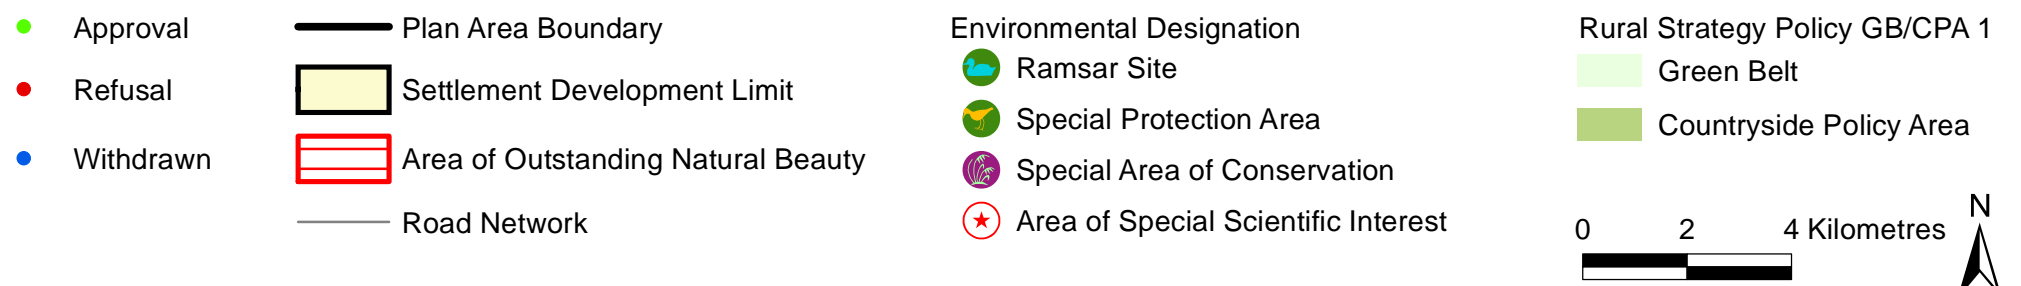 Approval
Refusal
Withdrawn
Plan Area Boundary
Settlement Development Limit
Area of Outstanding Natural Beauty
Road Network
Environmental Designation
Ramsar Site
Special Protection Area
Special Area of Conservation
Area of Special Scientific Interest
Rural Strategy Policy GB/CPA 1
Green Belt
Countryside Policy Area
N
0 2 4 Kilometres